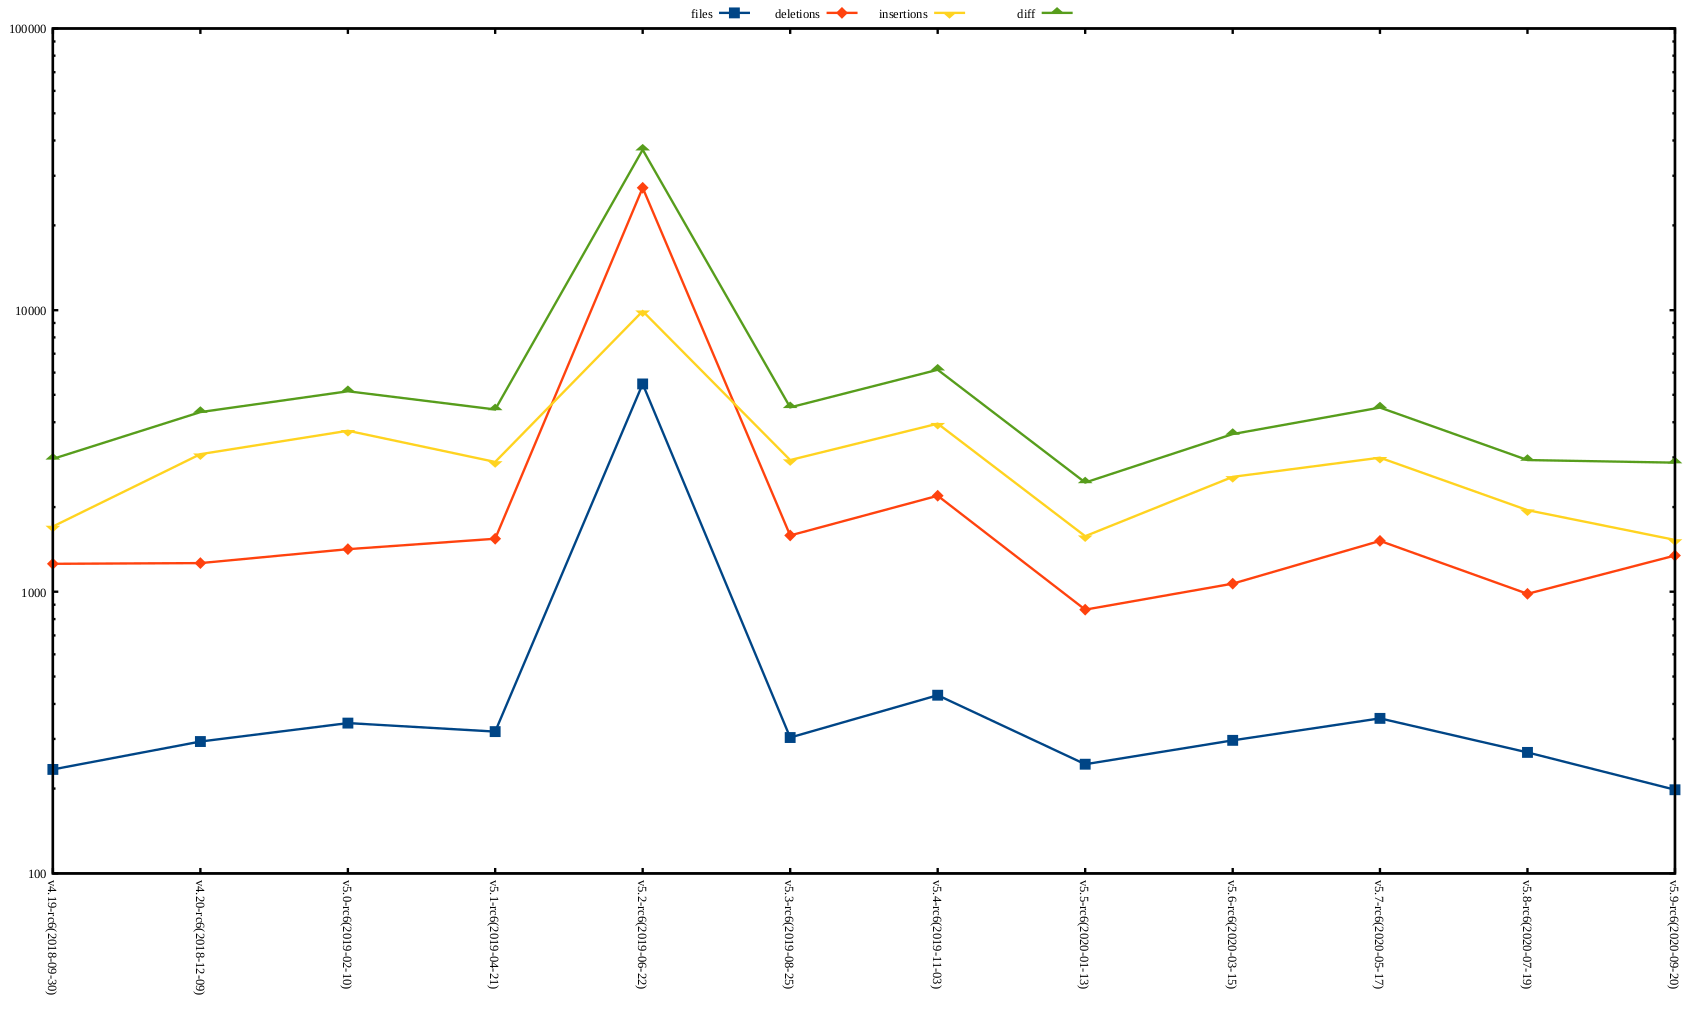 files deletions insertions diff
100000
10000
1000
100
v4.19-rc6(2018-09-30)
v4.20-rc6(2018-12-09)
v5.0-rc6(2019-02-10)
v5.1-rc6(2019-04-21)
v5.2-rc6(2019-06-22)
v5.3-rc6(2019-08-25)
v5.4-rc6(2019-11-03)
v5.5-rc6(2020-01-13)
v5.6-rc6(2020-03-15)
v5.7-rc6(2020-05-17)
v5.8-rc6(2020-07-19)
v5.9-rc6(2020-09-20)